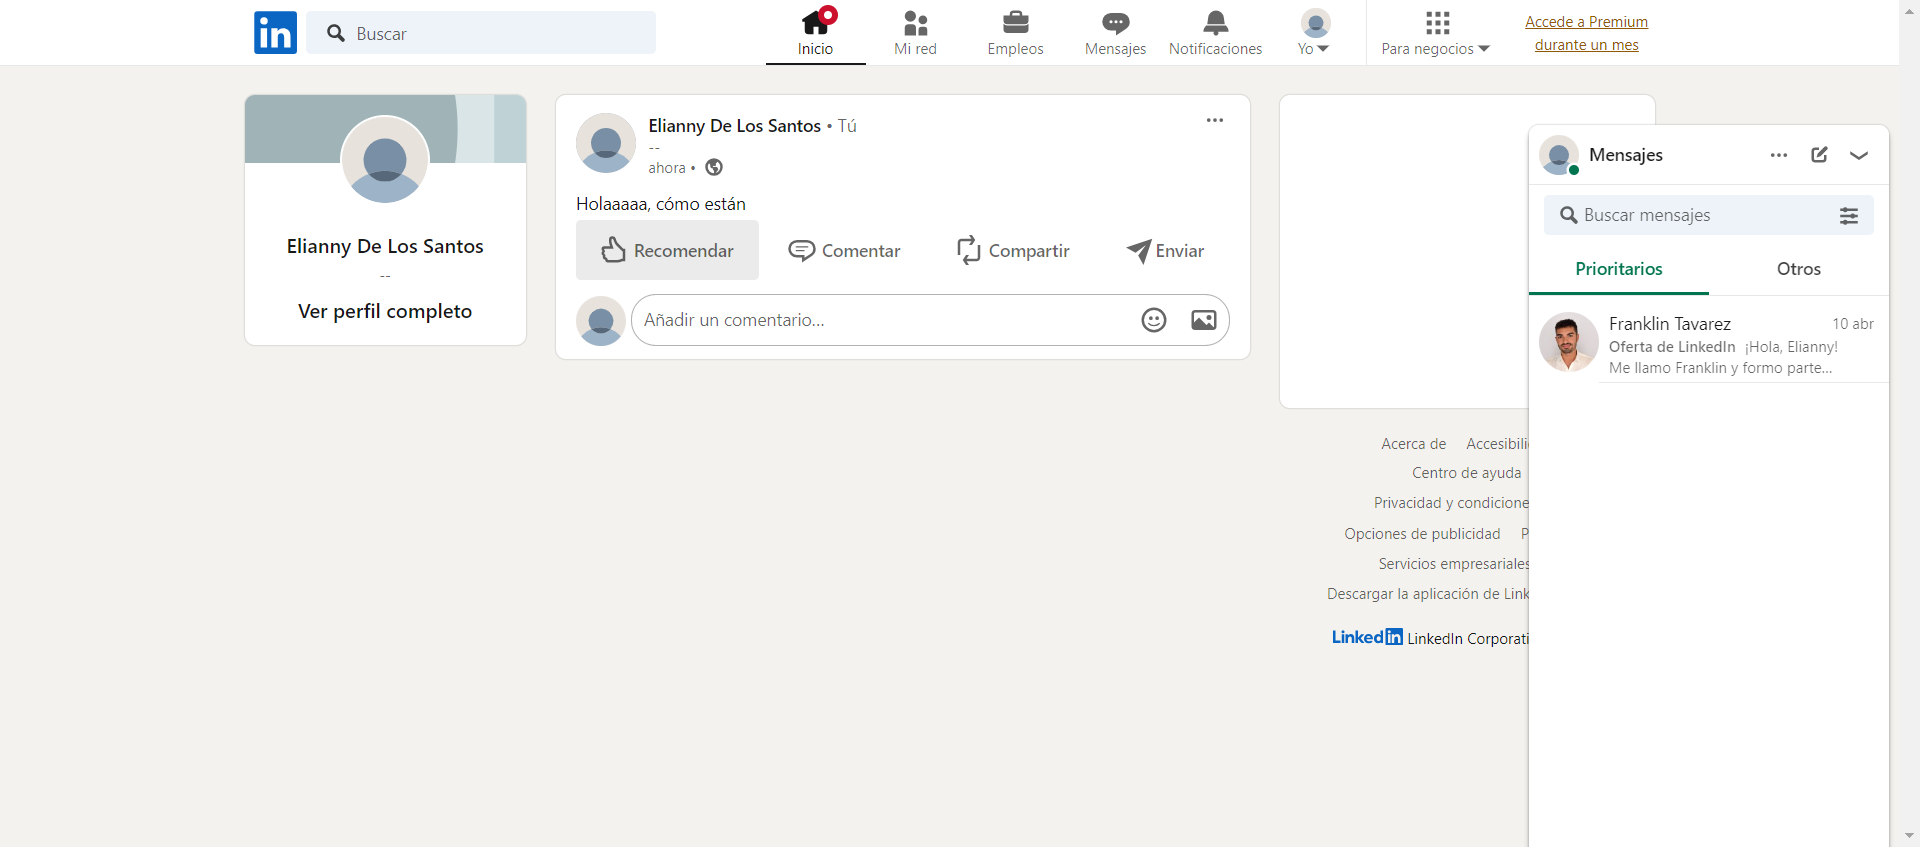 in
Buscar
Inicio
Mi red
Empleos
Mensajes
Notificaciones
Yo
Para negocios
Accede a Premium
durante un mes
Elianny De Los Santos
--
Ver perfil completo
Elianny De Los Santos • Tú
--
ahora •
Holaaaaa, cómo están
Recomendar
Comentar
Compartir
Enviar
Añadir un comentario...
Mensajes
Buscar mensajes
Prioritarios
Otros
Franklin Tavarez
10 abr
Oferta de LinkedIn ¡Hola, Elianny!
Me llamo Franklin y formo parte...
Acerca de Accesibili
Centro de ayuda
Privacidad y condicione
Opciones de publicidad P
Servicios empresariales
Descargar la aplicación de Link
LinkedIn LinkedIn Corporati